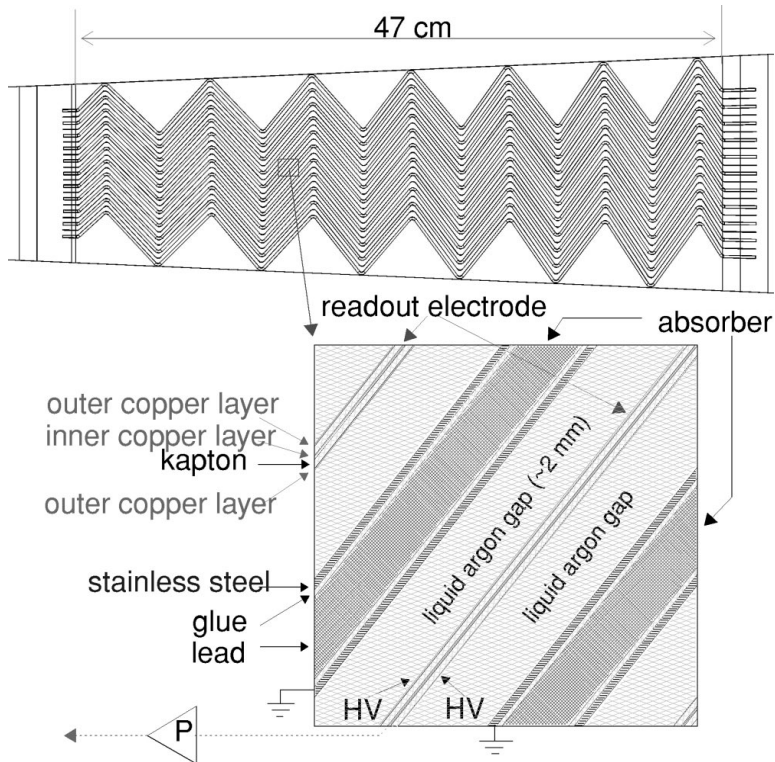 47 cm
readout electrode
absorber
outer copper layer
inner copper layer
kapton
outer copper layer
liquid argon gap (~2 mm)
liquid argon gap
stainless steel
glue
lead
HV
HV
P